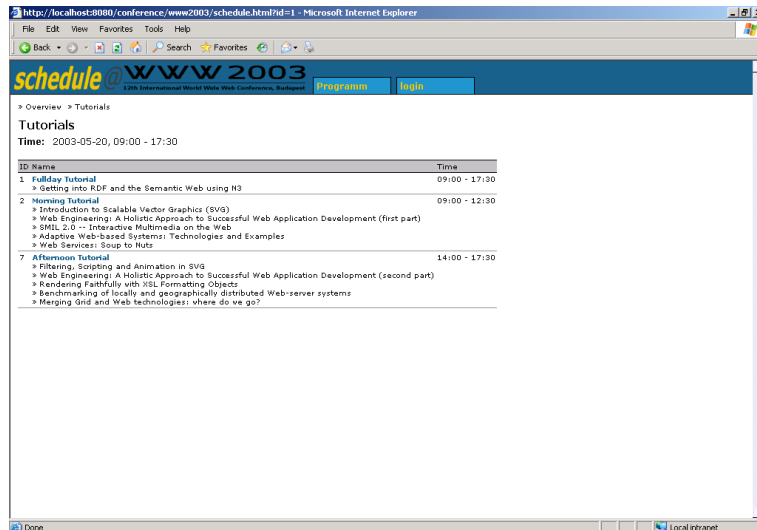 http://localhost:8080/conference/www2003/schedule.html?id=1 - Microsoft Internet Explorer
File Edit View Favorites Tools Help
Back Search Favorites
schedule@WWW 2003
12th International World Wide Web Conference, Budapest
Programm login
» Overview » Tutorials
Tutorials
Time: 2003-05-20, 09:00 - 17:30
ID Name Time
1 Fullday Tutorial 09:00 - 17:30
» Getting into RDF and the Semantic Web using N3
2 Morning Tutorial 09:00 - 12:30
» Introduction to Scalable Vector Graphics (SVG)
» Web Engineering: A Holistic Approach to Successful Web Application Development (first part)
» SMIL 2.0 -- Interactive Multimedia on the Web
» Adaptive Web-based Systems: Technologies and Examples
» Web Services: Soup to Nuts
7 Afternoon Tutorial 14:00 - 17:30
» Filtering, Scripting and Animation in SVG
» Web Engineering: A Holistic Approach to Successful Web Application Development (second part)
» Rendering Faithfully with XSL Formatting Objects
» Benchmarking of locally and geographically distributed Web-server systems
» Merging Grid and Web technologies: where do we go?
Done Local intranet